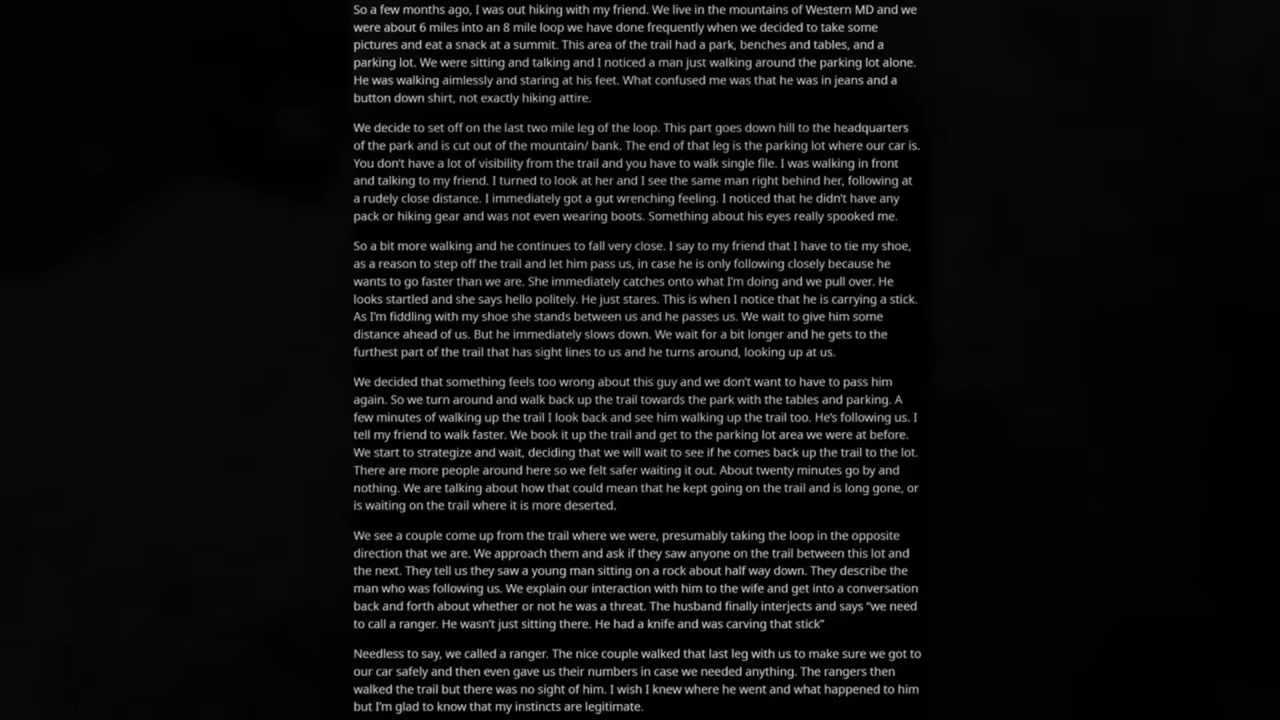 So a few months ago, I was out hiking with my friend. We live in the mountains of Western MD and we
were about 6 miles into an 8 mile loop we have done frequently when we decided to take some
pictures and eat a snack at a summit. This area of the trail had a park, benches and tables, and a
parking lot. We were sitting and talking and I noticed a man just walking around the parking lot alone.
He was walking aimlessly and staring at his feet. What confused me was that he was in jeans and a
button down shirt, not exactly hiking attire.
We decide to set off on the last two mile leg of the loop. This part goes down hill to the headquarters
of the park and is cut out of the mountain/ bank. The end of that leg is the parking lot where our car is.
You don't have a lot of visibility from the trail and you have to walk single file. I was walking in front
and talking to my friend. I turned to look at her and I see the same man right behind her, following at
a rudely close distance. I immediately got a gut wrenching feeling. I noticed that he didn't have any
pack or hiking gear and was not even wearing boots. Something about his eyes really spooked me.
So a bit more walking and he continues to fall very close. I say to my friend that I have to tie my shoe,
as a reason to step off the trail and let him pass us, in case he is only following closely because he
wants to go faster than we are. She immediately catches onto what I'm doing and we pull over. He
looks startled and she says hello politely. He just stares. This is when I notice that he is carrying a stick.
As I'm fiddling with my shoe she stands between us and he passes us. We wait to give him some
distance ahead of us. But he immediately slows down. We wait for a bit longer and he gets to the
furthest part of the trail that has sight lines to us and he turns around, looking up at us.
We decided that something feels too wrong about this guy and we don't want to have to pass him
again. So we turn around and walk back up the trail towards the park with the tables and parking. A
few minutes of walking up the trail I look back and see him walking up the trail too. He's following us. I
tell my friend to walk faster. We book it up the trail and get to the parking lot area we were at before.
We start to strategize and wait, deciding that we will wait to see if he comes back up the trail to the lot.
There are more people around here so we felt safer waiting it out. About twenty minutes go by and
nothing. We are talking about how that could mean that he kept going on the trail and is long gone, or
is waiting on the trail where it is more deserted.
We see a couple come up from the trail where we were, presumably taking the loop in the opposite
direction that we are. We approach them and ask if they saw anyone on the trail between this lot and
the next. They tell us they saw a young man sitting on a rock about half way down. They describe the
man who was following us. We explain our interaction with him to the wife and get into a conversation
back and forth about whether or not he was a threat. The husband finally interjects and says "we need
to call a ranger. He wasn't just sitting there. He had a knife and was carving that stick"
Needless to say, we called a ranger. The nice couple walked that last leg with us to make sure we got to
our car safely and then even gave us their numbers in case we needed anything. The rangers then
walked the trail but there was no sight of him. I wish I knew where he went and what happened to him
but I'm glad to know that my instincts are legitimate.